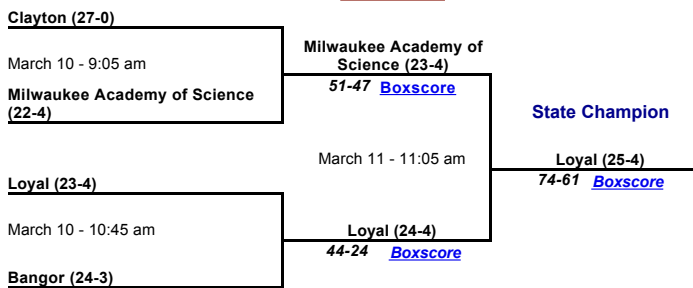 Clayton (27-0)
March 10 - 9:05 am
Milwaukee Academy of Science
(22-4)
Milwaukee Academy of
Science (23-4)
51-47 Boxscore
State Champion
March 11 - 11:05 am
Loyal (25-4)
74-61 Boxscore
Loyal (23-4)
March 10 - 10:45 am
Loyal (24-4)
44-24 Boxscore
Bangor (24-3)